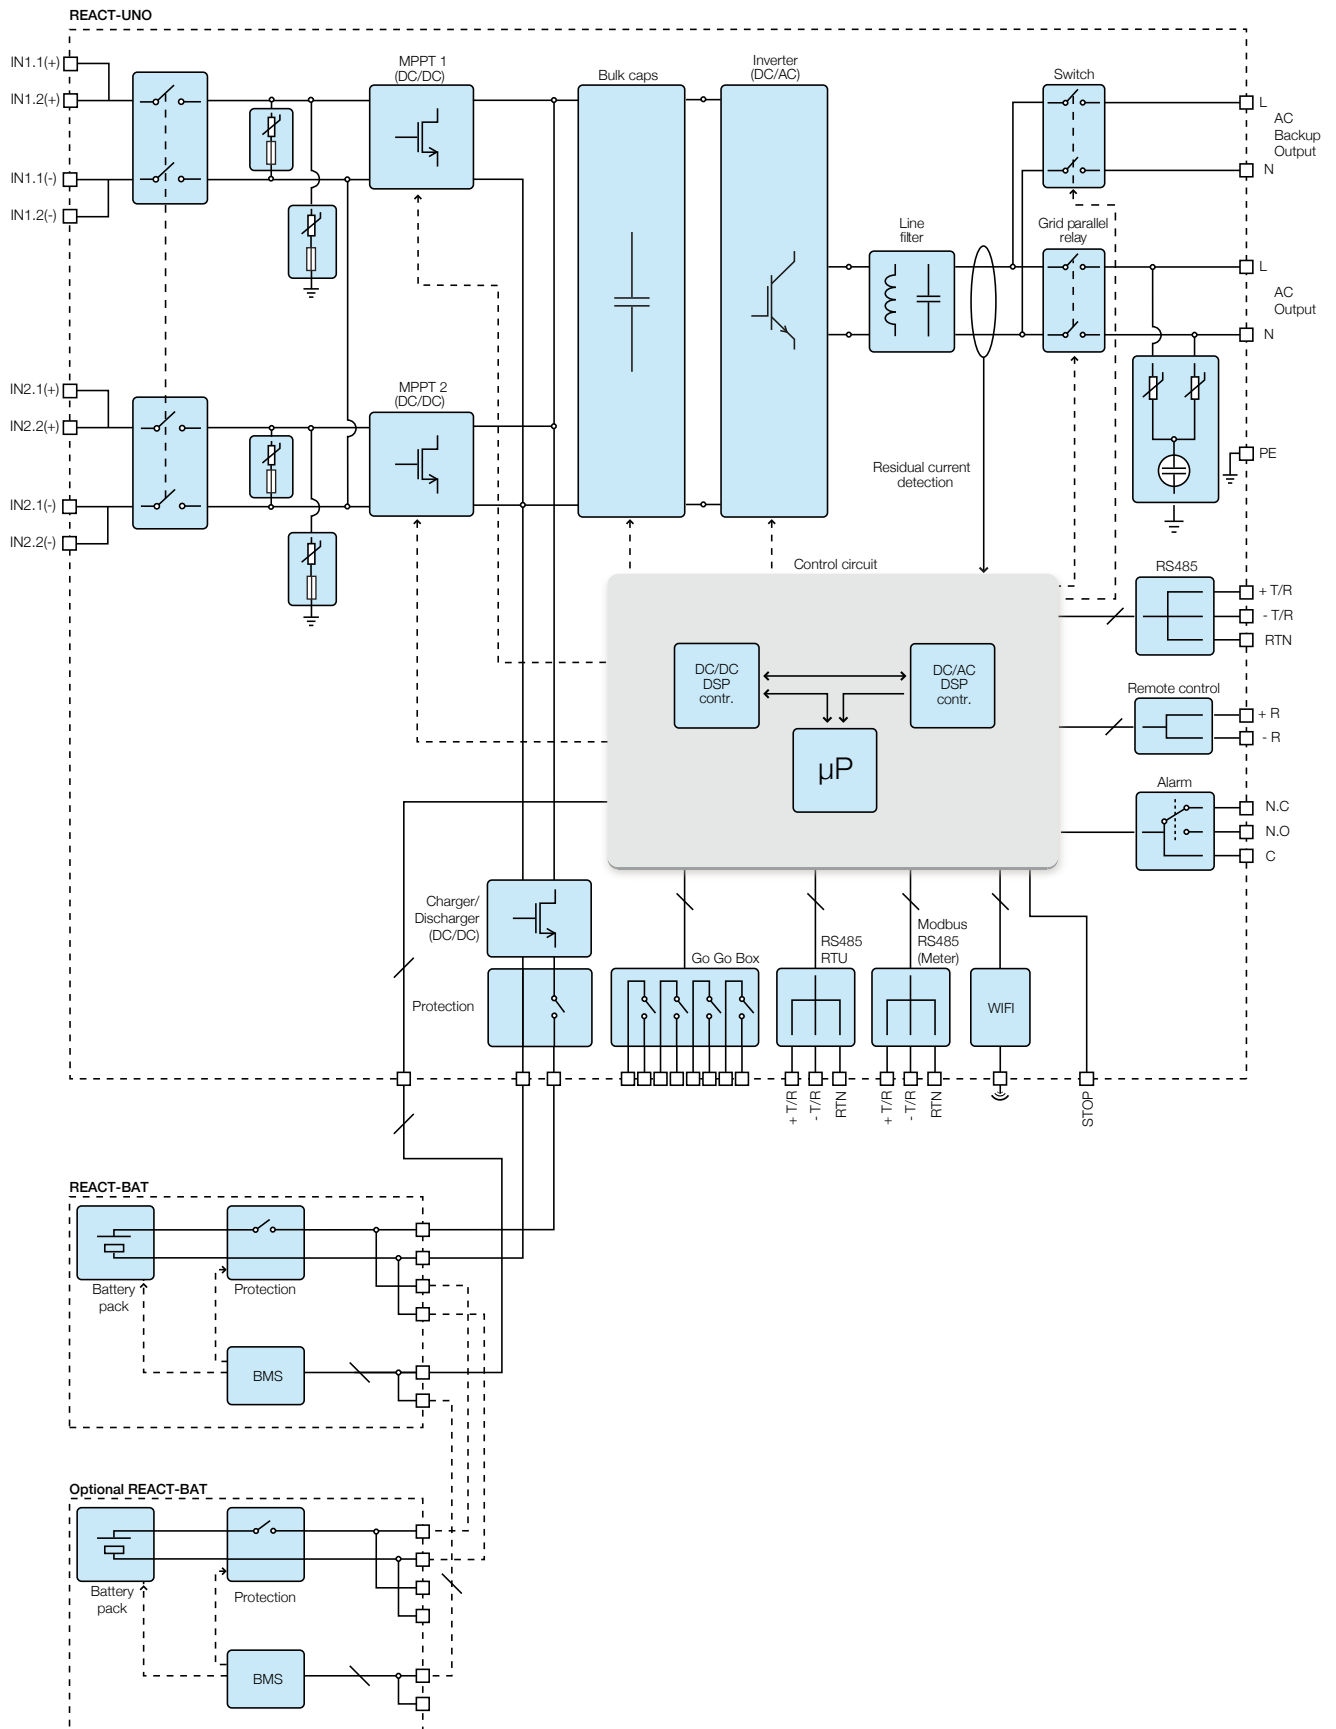 REACT-UNO
IN1.1(+)
IN1.2(+)
IN1.1(-)
IN1.2(-)
MPPT 1
(DC/DC)
Bulk caps
Inverter
(DC/AC)
Switch
L
AC
Backup
Output
N
Line
filter
Grid parallel
relay
L
AC
Output
N
IN2.1(+)
IN2.2(+)
IN2.1(-)
IN2.2(-)
MPPT 2
(DC/DC)
Residual current
detection
PE
Control circuit
DC/DC
DSP
contr.
DC/AC
DSP
contr.
µP
RS485
+ T/R
- T/R
RTN
Remote control
+ R
- R
Alarm
N.C
N.O
C
Charger/
Discharger
(DC/DC)
Protection
Go Go Box
RS485
RTU
Modbus
RS485
(Meter)
WIFI
+ T/R
- T/R
RTN
+ T/R
- T/R
RTN
STOP
REACT-BAT
Battery
pack
Protection
BMS
Optional REACT-BAT
Battery
pack
Protection
BMS